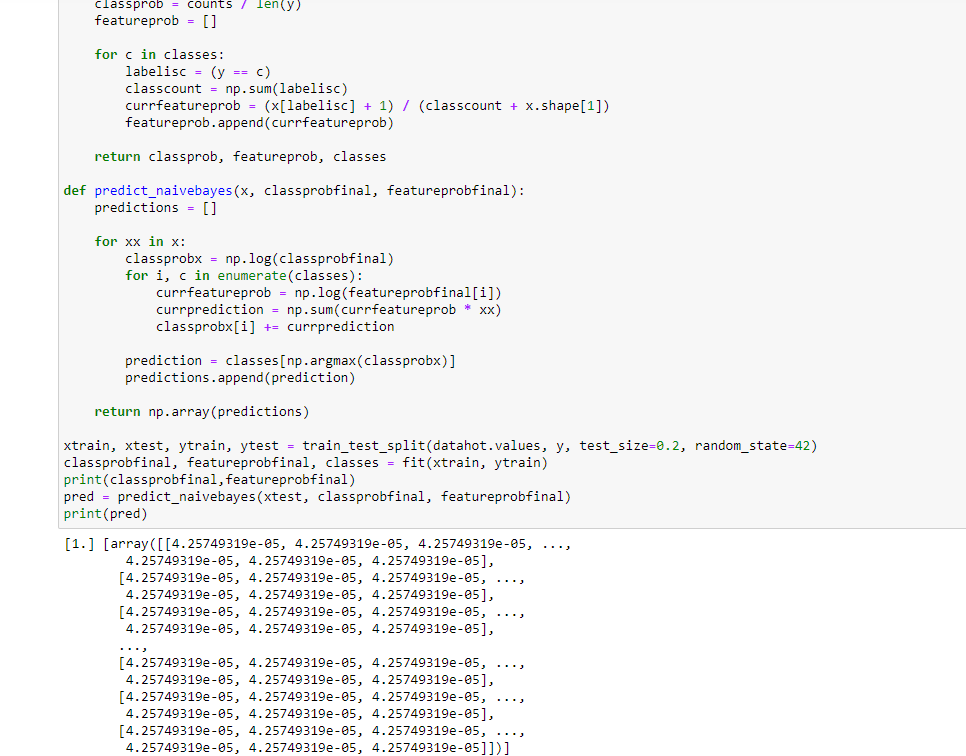 classprob = counts / len(y)
featureprob = []
for c in classes:
labelisc = (y == c)
classcount = np.sum(labelisc)
currfeatureprob = (x[labelisc] + 1) / (classcount + x.shape[1])
featureprob.append(currfeatureprob)
return classprob, featureprob, classes
def predict_naivebayes(x, classprobfinal, featureprobfinal):
predictions = []
for xx in x:
classprobx = np.log(classprobfinal)
for i, c in enumerate(classes):
currfeatureprob = np.log(featureprobfinal[i])
currprediction = np.sum(currfeatureprob * xx)
classprobx[i] += currprediction
prediction = classes[np.argmax(classprobx)]
predictions.append(prediction)
return np.array(predictions)
xtrain, xtest, ytrain, ytest = train_test_split(datahot.values, y, test_size=0.2, random_state=42)
classprobfinal, featureprobfinal, classes = fit(xtrain, ytrain)
print(classprobfinal,featureprobfinal)
pred = predict_naivebayes(xtest, classprobfinal, featureprobfinal)
print(pred)
[1.] [array([[4.25749319e-05, 4.25749319e-05, 4.25749319e-05, ...,
4.25749319e-05, 4.25749319e-05, 4.25749319e-05],
[4.25749319e-05, 4.25749319e-05, 4.25749319e-05, ...,
4.25749319e-05, 4.25749319e-05, 4.25749319e-05],
[4.25749319e-05, 4.25749319e-05, 4.25749319e-05, ...,
4.25749319e-05, 4.25749319e-05, 4.25749319e-05],
...,
[4.25749319e-05, 4.25749319e-05, 4.25749319e-05, ...,
4.25749319e-05, 4.25749319e-05, 4.25749319e-05],
[4.25749319e-05, 4.25749319e-05, 4.25749319e-05, ...,
4.25749319e-05, 4.25749319e-05, 4.25749319e-05],
[4.25749319e-05, 4.25749319e-05, 4.25749319e-05, ...,
4.25749319e-05, 4.25749319e-05, 4.25749319e-05]])]